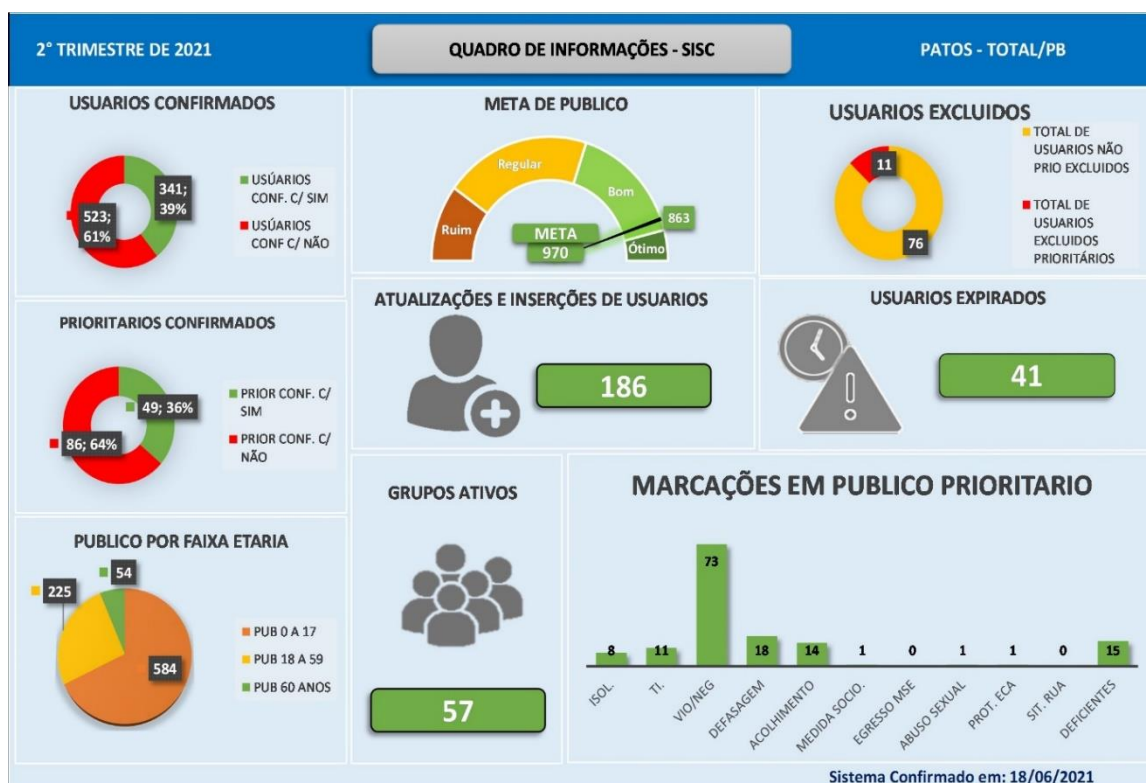 2° TRIMESTRE DE 2021
QUADRO DE INFORMAÇÕES - SISC
PATOS - TOTAL/PB
USUARIOS CONFIRMADOS
341;
39%
523;
61%
USÚÁRIOS
CONF. C/ SIM
USUÁRIOS
CONF C/ NÃO
META DE PUBLICO
Ruim
Regular
Bom
Ótimo
863
META
970
USUARIOS EXCLUIDOS
11
76
TOTAL DE
USUARIOS NÃO
PRIO EXCLUIDOS
TOTAL DE
USUARIOS
EXCLUIDOS
PRIORITÁRIOS
PRIORITARIOS CONFIRMADOS
49; 36%
86; 64%
PRIOR CONF. C/
SIM
PRIOR CONF. C/
NÃO
ATUALIZAÇÕES E INSERÇÕES DE USUARIOS
186
USUARIOS EXPIRADOS
41
PUBLICO POR FAIXA ETARIA
54
225
584
PUB 0 A 17
PUB 18 A 59
PUB 60 ANOS
GRUPOS ATIVOS
57
MARCAÇÕES EM PUBLICO PRIORITARIO
8
11
73
18
14
1
0
1
1
0
15
ISOL.
TI.
VIO/NEG
DEFASAGEM
ACOLHIMENTO
MEDIDA SOCIO.
EGRESSO MSE
ABUSO SEXUAL
PROT. ECA
SIT. RUA
DEFICIENTES
Sistema Confirmado em: 18/06/2021